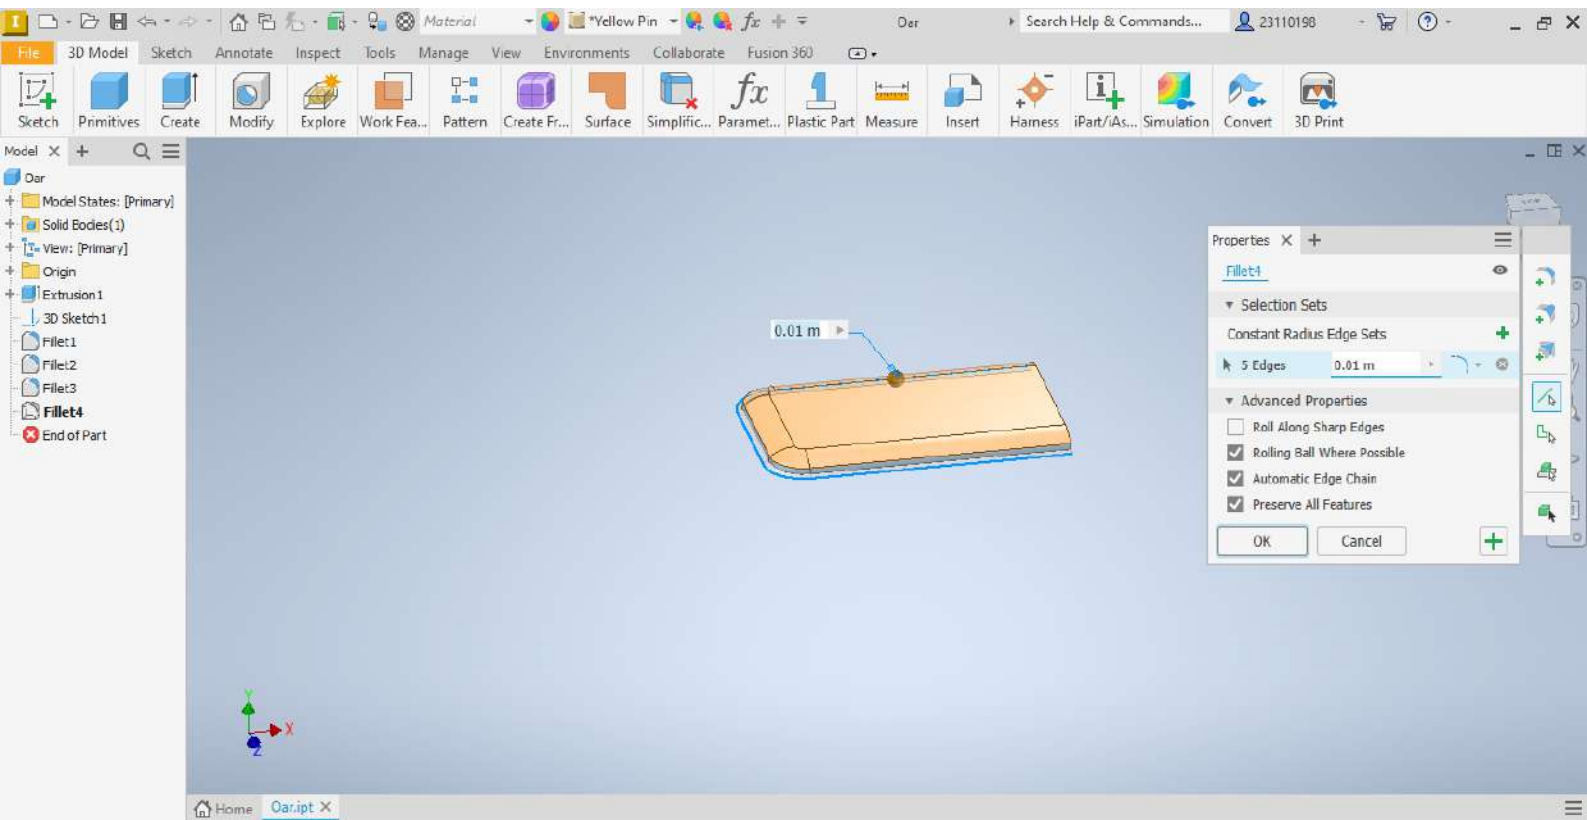 Material
*Yellow Pin
fx
Oar
Search Help & Commands...
23110198
File
3D Model
Sketch
Annotate
Inspect
Tools
Manage
View
Environments
Collaborate
Fusion 360
fx
Sketch
Primitives
Create
Modify
Explore
Work Fea...
Pattern
Create Fr...
Surface
Simplific...
Paramet...
Plastic Part
Measure
Insert
Harness
iPart/iAs...
Simulation
Convert
3D Print
Model
Oar
Model States: [Primary]
Solid Bodies(1)
View: [Primary]
Origin
Extrusion1
3D Sketch1
Fillet1
Fillet2
Fillet3
Fillet4
End of Part
0.01 m
Properties
Fillet4
Selection Sets
Constant Radius Edge Sets
5 Edges
0.01 m
Advanced Properties
Roll Along Sharp Edges
Rolling Ball Where Possible
Automatic Edge Chain
Preserve All Features
OK
Cancel
Y
X
Z
Home
Oar.ipt